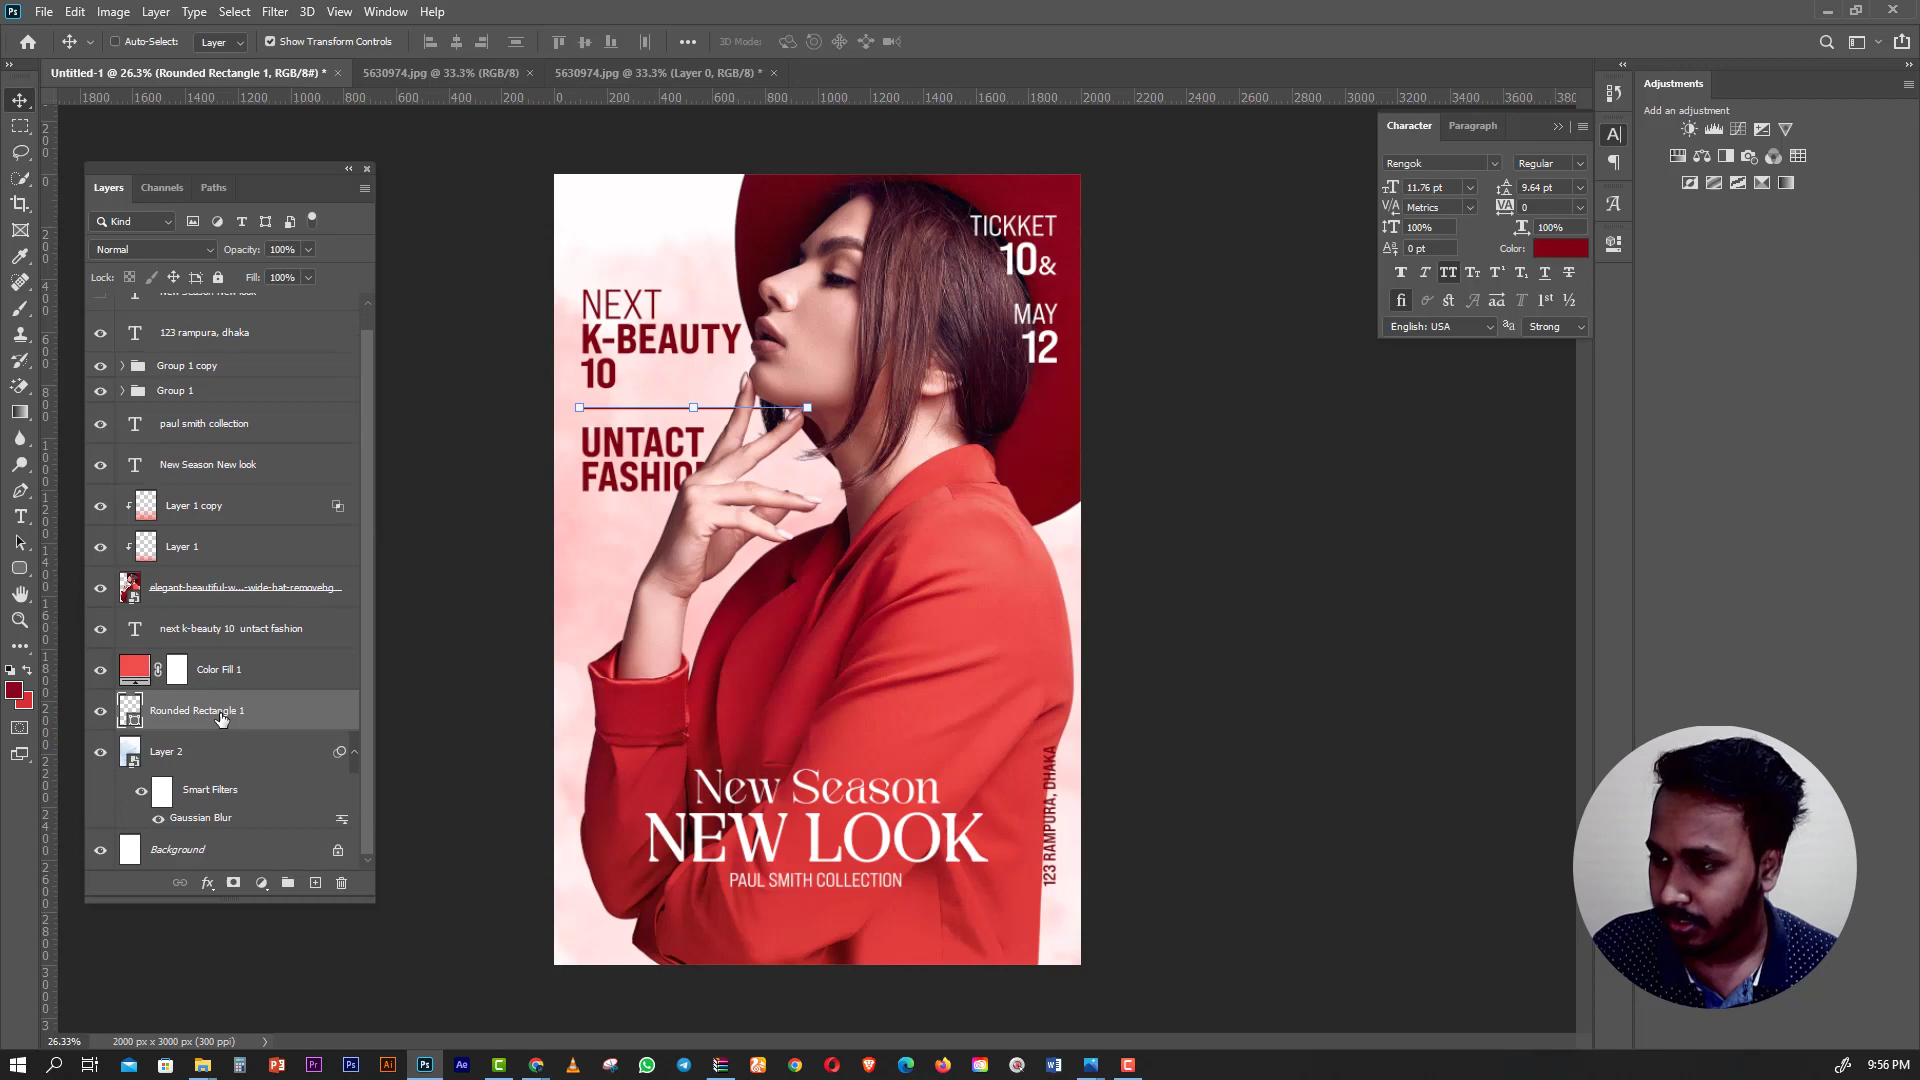 File Edit Image Layer Type Select Filter 3D View Window Help
Auto-Select: Layer Show Transform Controls 3D Mode:
Untitled-1 @ 26.3% (Rounded Rectangle 1, RGB/8#) * × 5630974.jpg @ 33.3% (RGB/8) × 5630974.jpg @ 33.3% (Layer 0, RGB/8) * ×
1800 1600 1400 1200 1000 800 600 400 200 0 200 400 600 800 1000 1200 1400 1600 1800 2000 2200 2400 2600 2800 3000 3200 3400 3600
Layers Channels Paths
Kind
Normal Opacity: 100%
Lock: Fill: 100%
New Season New look
123 rampura, dhaka
Group 1 copy
Group 1
paul smith collection
New Season New look
Layer 1 copy
Layer 1
elegant-beautiful-w...-wide-hat-removebg
next k-beauty 10 untact fashion
Color Fill 1
Rounded Rectangle 1
Layer 2
Smart Filters
Gaussian Blur
Background
TICKKET
10&
MAY
12
NEXT
K-BEAUTY
10
UNTACT
FASHION
New Season
NEW LOOK
PAUL SMITH COLLECTION
123 RAMPURA, DHAKA
Character Paragraph
Rengok Regular
11.76 pt 9.64 pt
Metrics 0
100% 100%
0 pt Color:
English: USA Strong
Adjustments
Add an adjustment
26.33% 2000 px x 3000 px (300 ppi)
9:56 PM